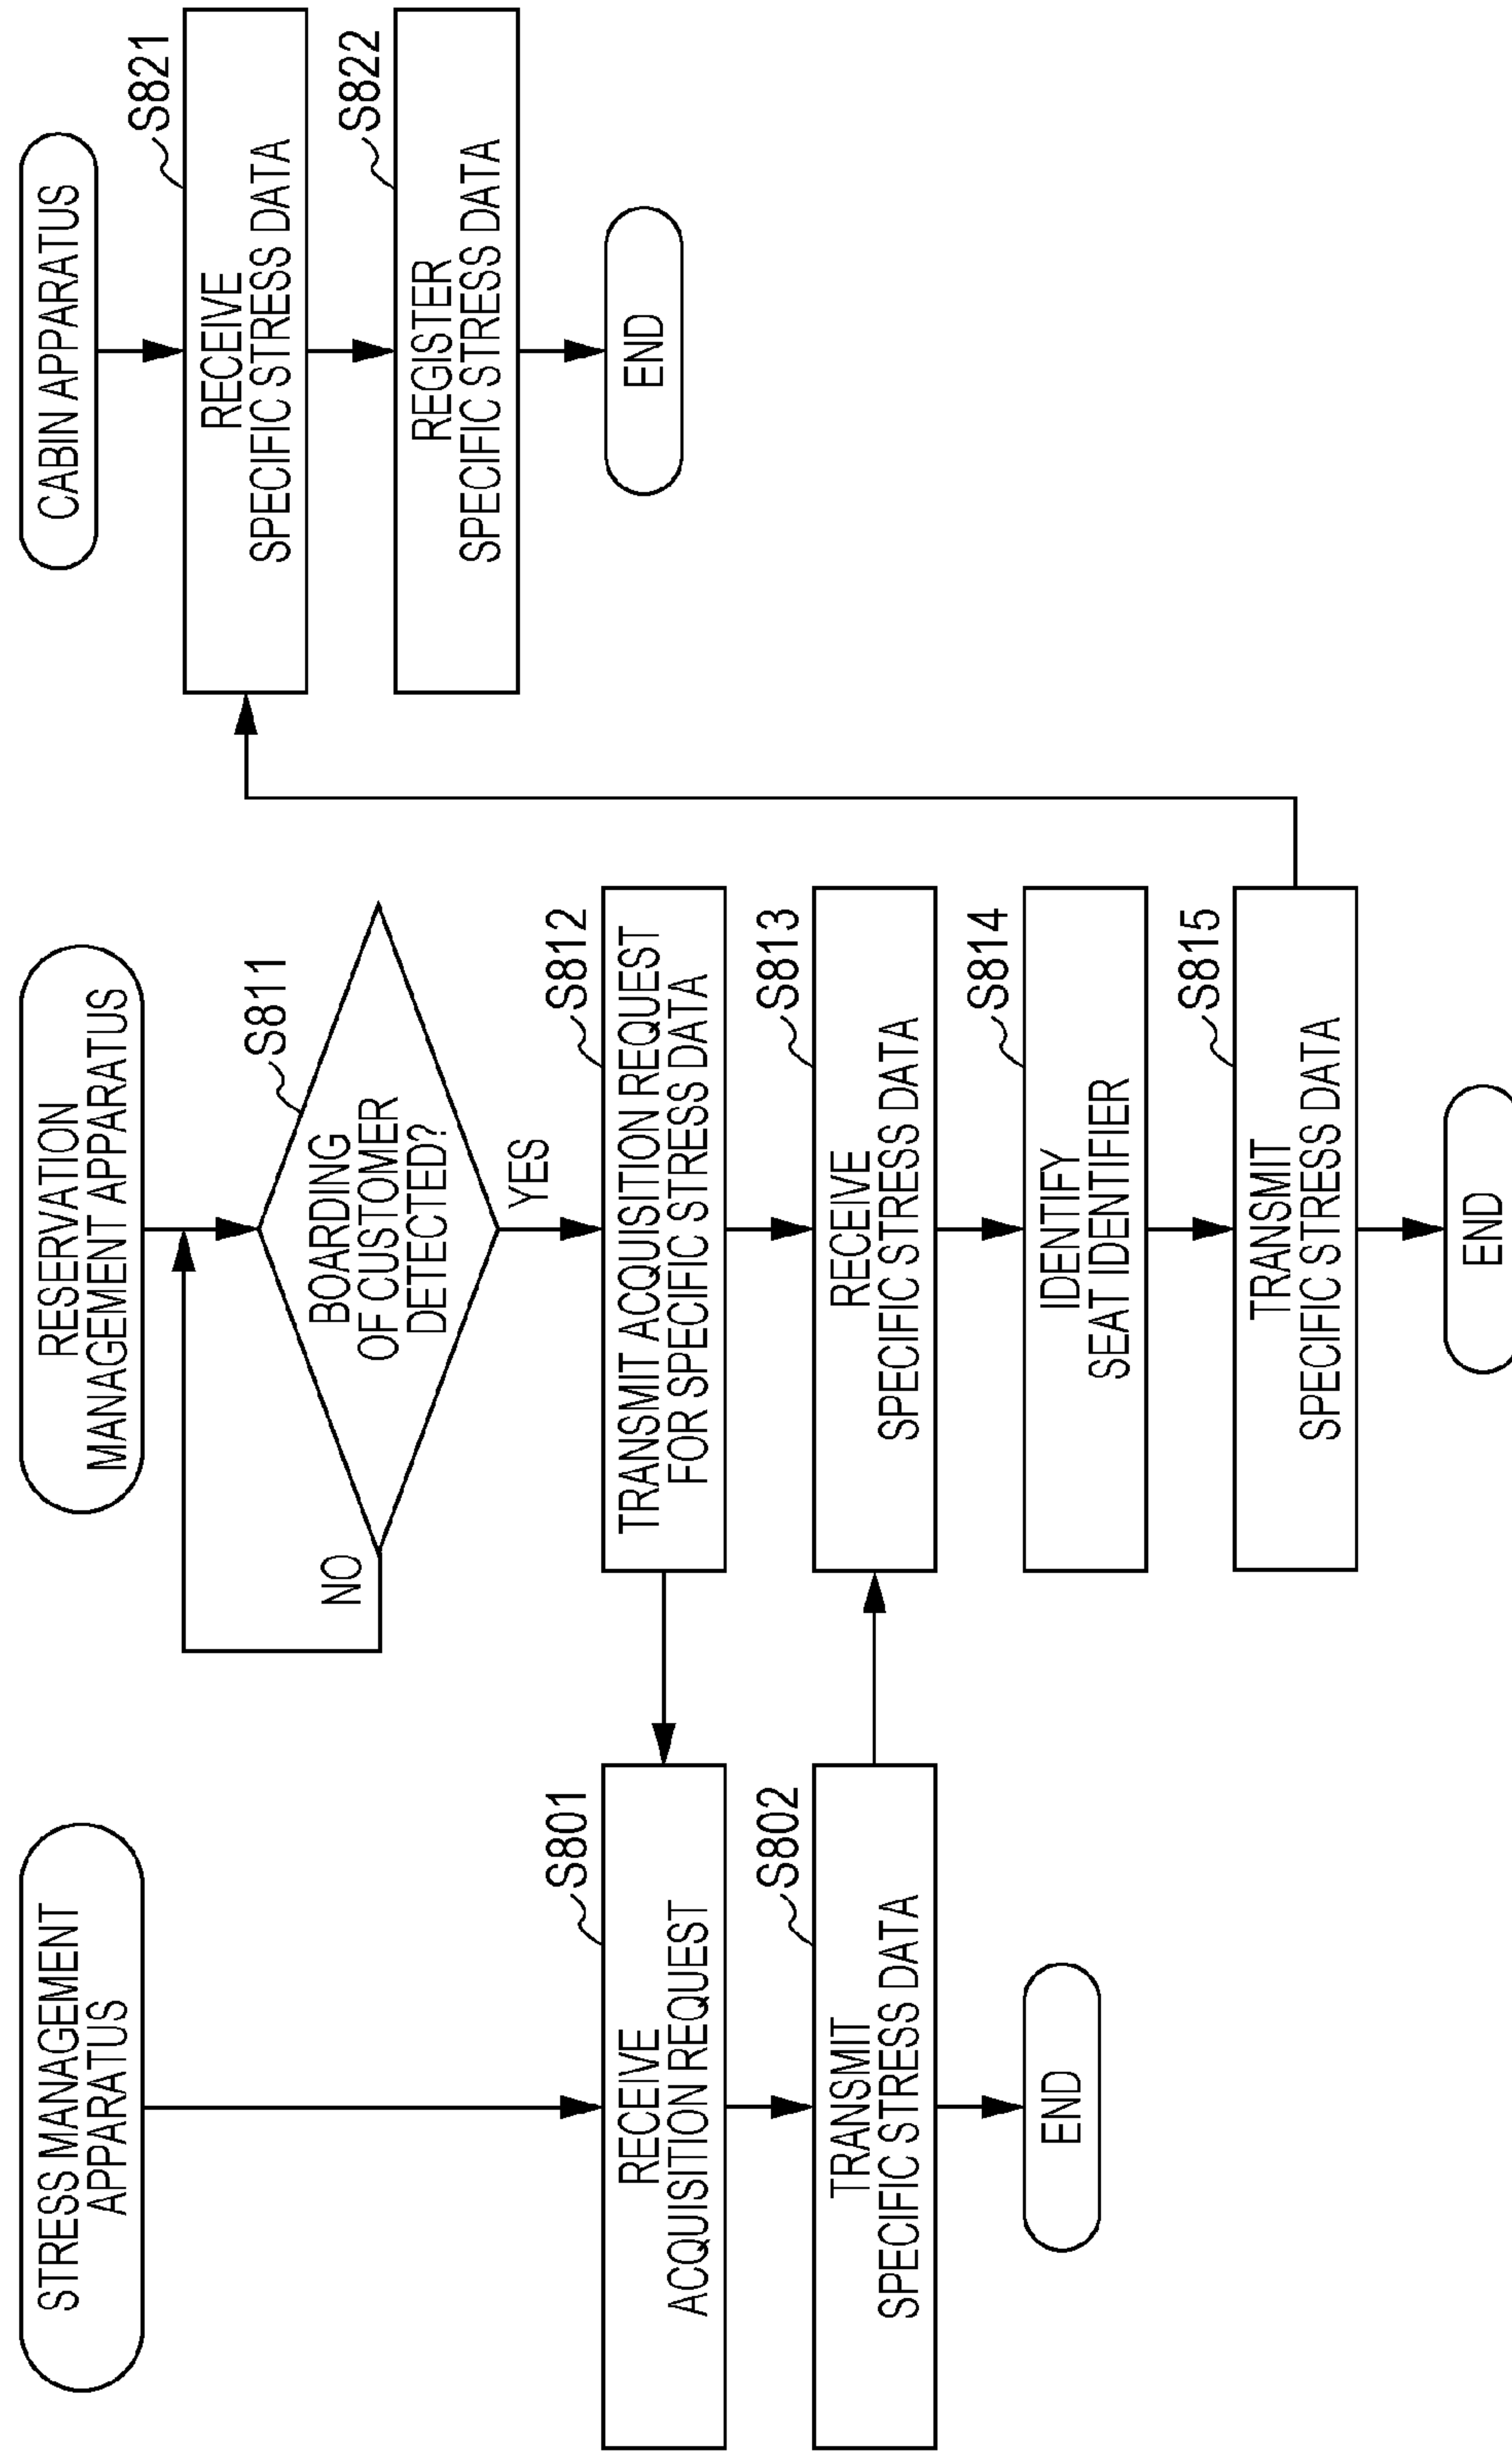 STRESS MANAGEMENT
APPARATUS
S801
RECEIVE
ACQUISITION REQUEST
S802
TRANSMIT
SPECIFIC STRESS DATA
END
RESERVATION
MANAGEMENT APPARATUS
S811
BOARDING
OF CUSTOMER
DETECTED?
NO
YES
S812
TRANSMIT ACQUISITION REQUEST
FOR SPECIFIC STRESS DATA
S813
RECEIVE
SPECIFIC STRESS DATA
S814
IDENTIFY
SEAT IDENTIFIER
S815
TRANSMIT
SPECIFIC STRESS DATA
END
CABIN APPARATUS
S821
RECEIVE
SPECIFIC STRESS DATA
S822
REGISTER
SPECIFIC STRESS DATA
END